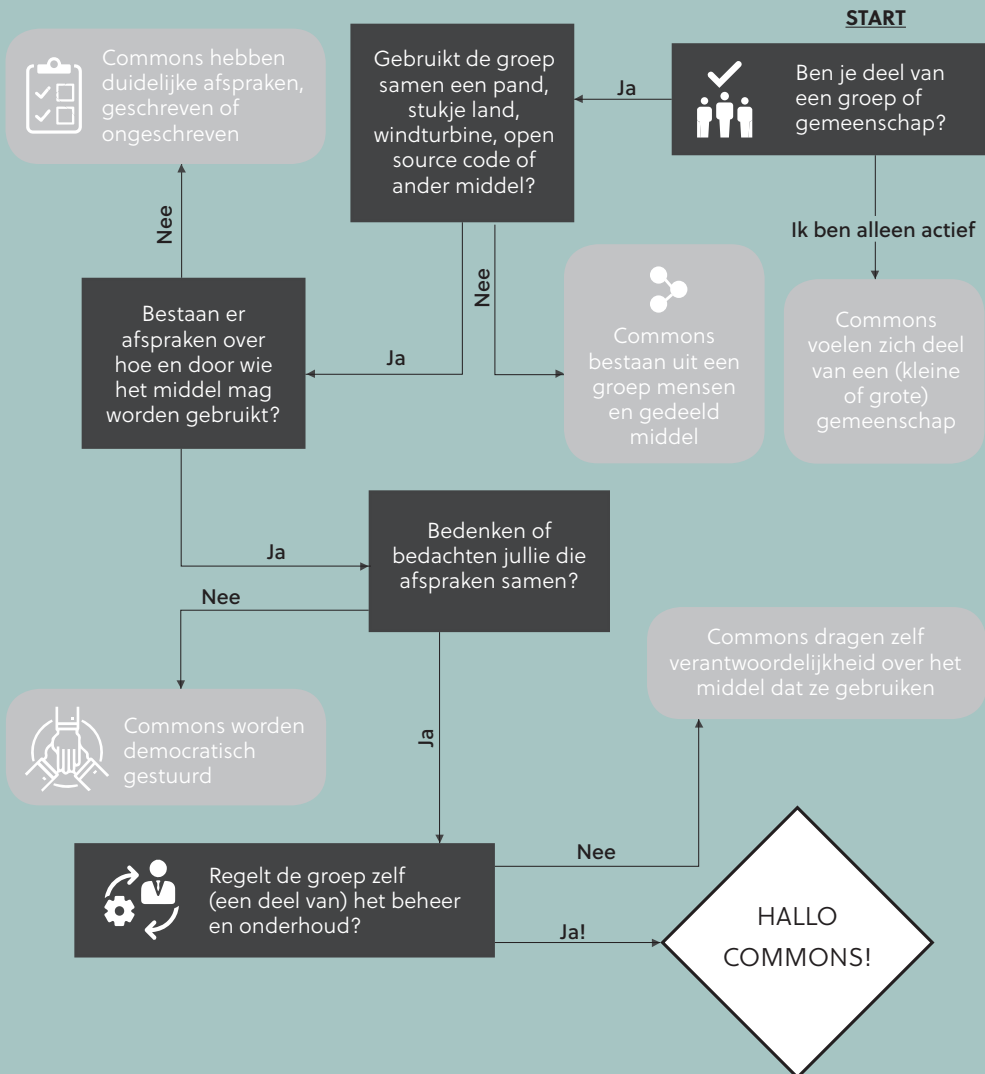 START
Ben je deel van
een groep of
gemeenschap?
Ja
Ik ben alleen actief
Commons
voelen zich deel
van een (kleine
of grote)
gemeenschap
Gebruikt de groep
samen een pand,
stukje land,
windturbine, open
source code of
ander middel?
Nee
Commons
bestaan uit een
groep mensen
en gedeeld
middel
Ja
Bestaan er
afspraken over
hoe en door wie
het middel mag
worden gebruikt?
Nee
Commons hebben
duidelijke afspraken,
geschreven of
ongeschreven
Ja
Bedenken of
bedachten jullie die
afspraken samen?
Nee
Commons worden
democratisch
gestuurd
Ja
Regelt de groep zelf
(een deel van) het beheer
en onderhoud?
Nee
Commons dragen zelf
verantwoordelijkheid over het
middel dat ze gebruiken
Ja!
HALLO
COMMONS!